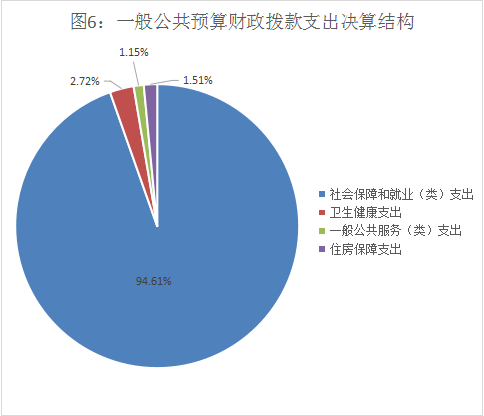 图6：一般公共预算财政拨款支出决算结构
1.15%
2.72%
1.51%
94.61%
社会保障和就业（类）支出
卫生健康支出
一般公共服务（类）支出
住房保障支出